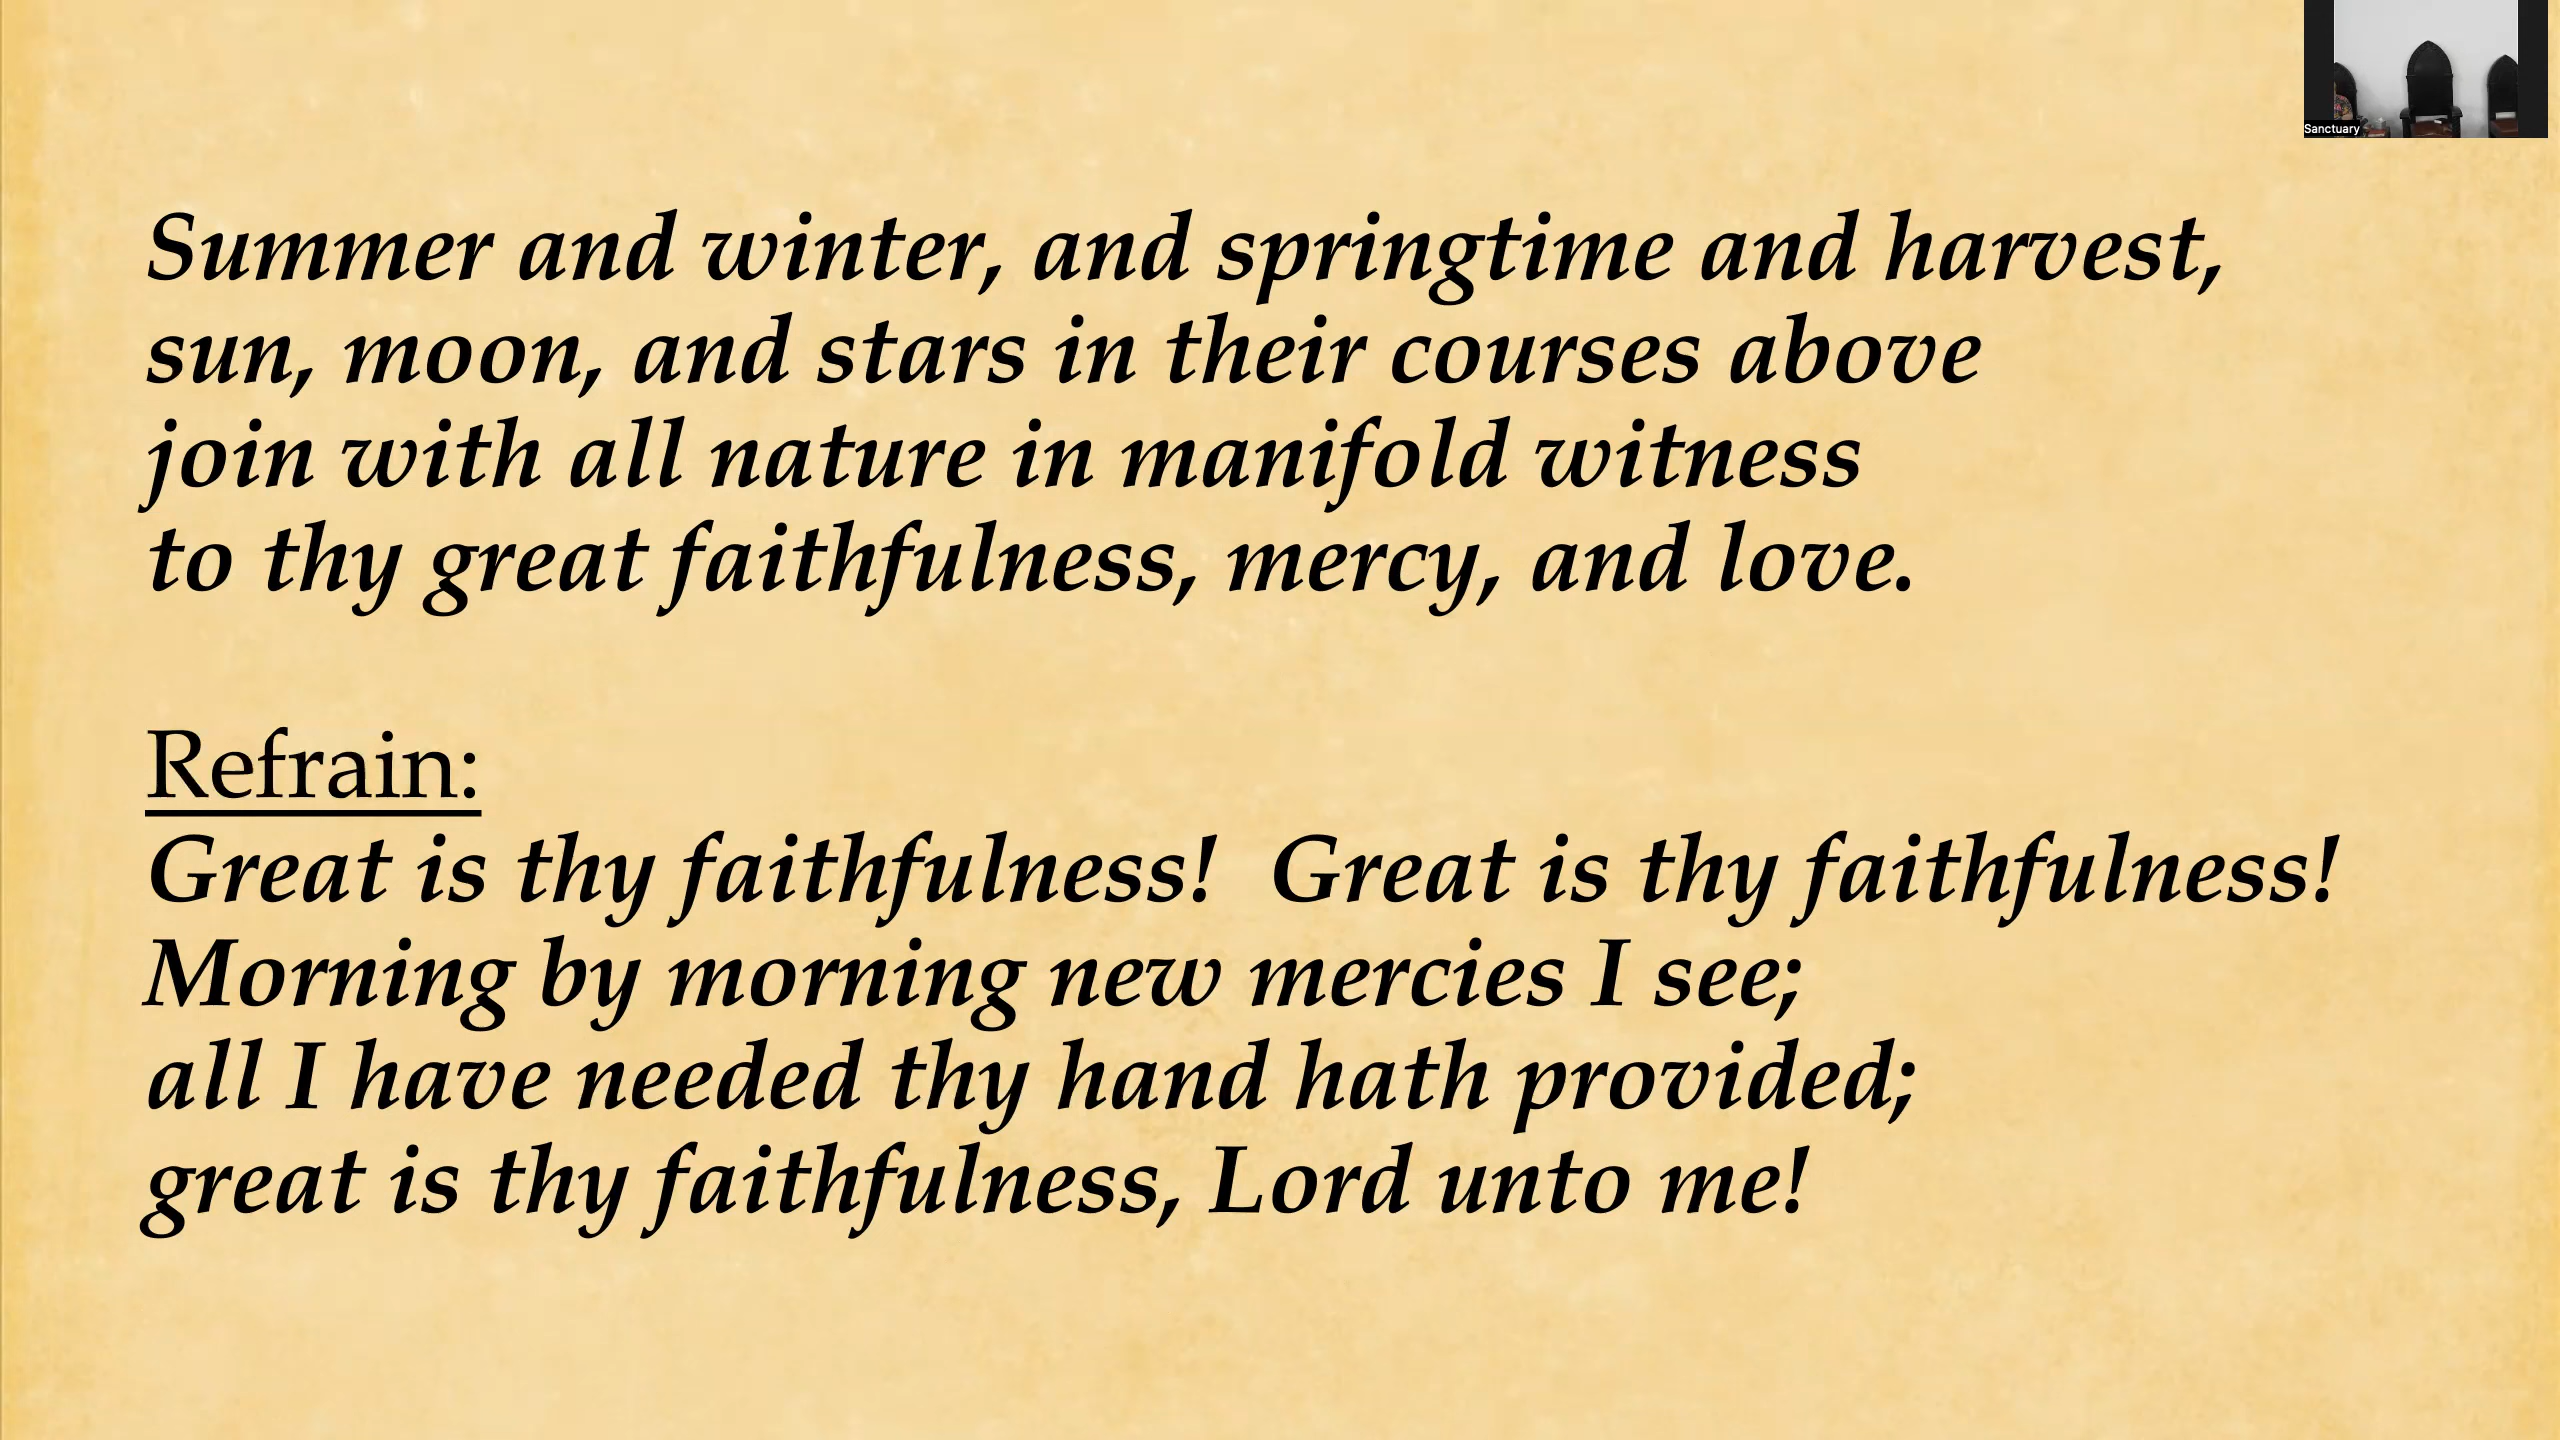 Sanctuary
Summer and winter, and springtime and harvest,
sun, moon, and stars in their courses above
join with all nature in manifold witness
to thy great faithfulness, mercy, and love.
Refrain:
Great is thy faithfulness!  Great is thy faithfulness!
Morning by morning new mercies I see;
all I have needed thy hand hath provided;
great is thy faithfulness, Lord unto me!